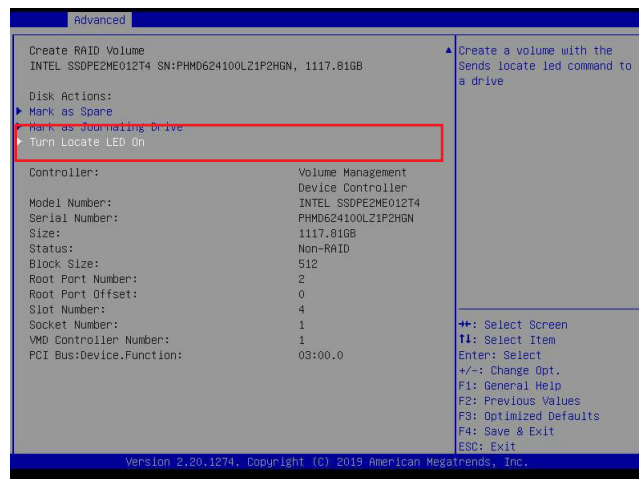 Advanced
Create RAID Volume
INTEL SSDPE2ME012T4 SN:PHMD624100LZ1P2HGN, 1117.81GB
Disk Actions:
Mark as Spare
Mark as Journaling Drive
Turn Locate LED On
Controller: Volume Management
Device Controller
Model Number: INTEL SSDPE2ME012T4
Serial Number: PHMD624100LZ1P2HGN
Size: 1117.81GB
Status: Non-RAID
Block Size: 512
Root Port Number: 2
Root Port Offset: 0
Slot Number: 4
Socket Number: 1
VMD Controller Number: 1
PCI Bus:Device.Function: 03:00.0
Create a volume with the
Sends locate led command to
a drive
→←: Select Screen
↑↓: Select Item
Enter: Select
+/-: Change Opt.
F1: General Help
F2: Previous Values
F3: Optimized Defaults
F4: Save & Exit
ESC: Exit
Version 2.20.1274. Copyright (C) 2019 American Megatrends, Inc.